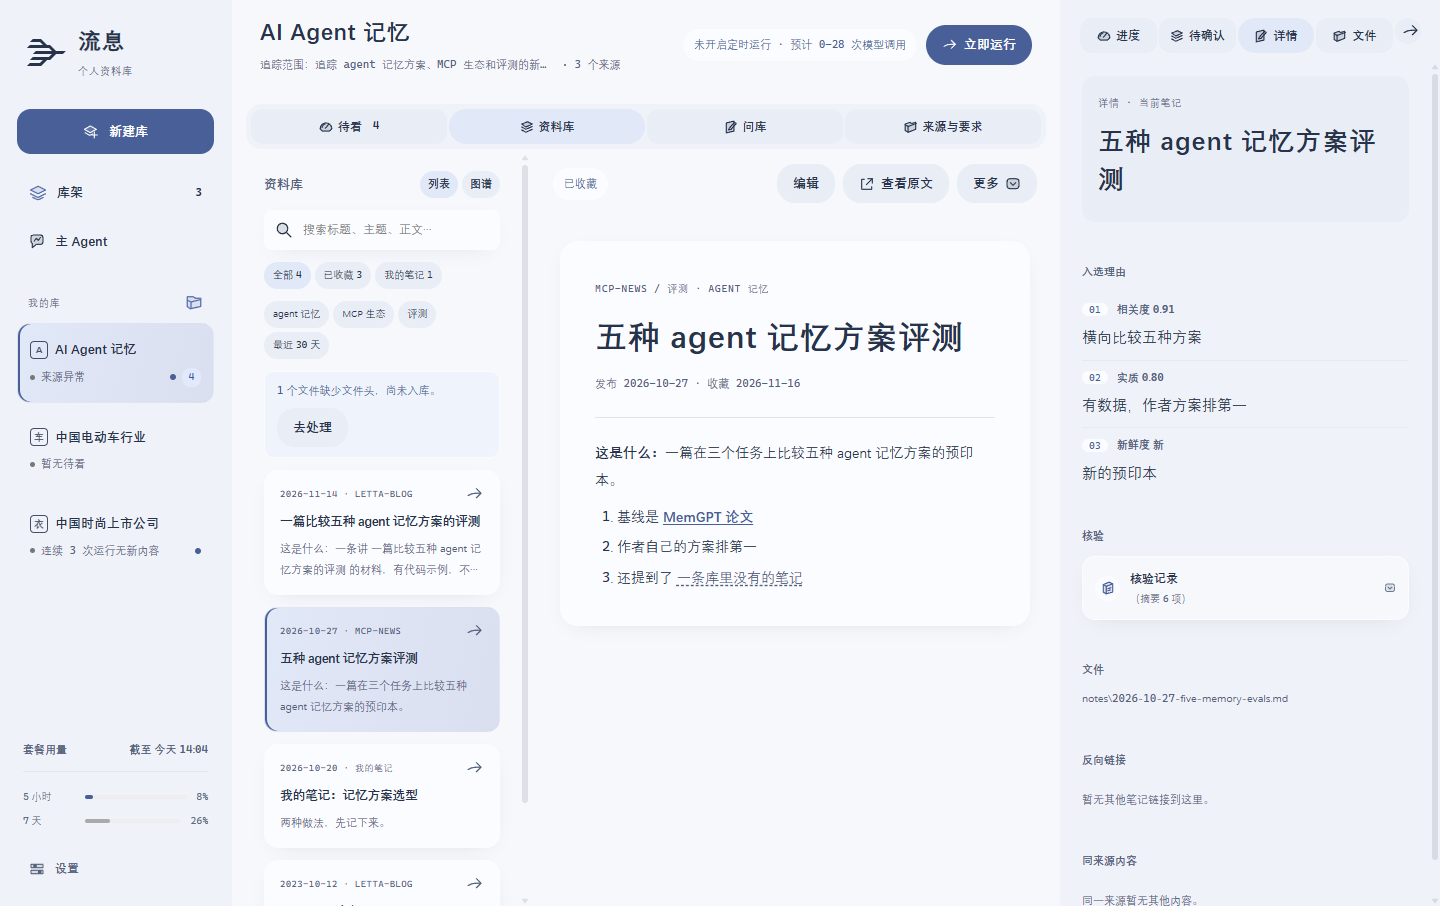 流息
个人资料库
新建库
库架 3
主 Agent
我的库
A AI Agent 记忆
来源异常 4
车 中国电动车行业
暂无待看
衣 中国时尚上市公司
连续 3 次运行无新内容
套餐用量 截至 今天 14:04
5 小时 8%
7 天 26%
设置
AI Agent 记忆
追踪范围：追踪 agent 记忆方案、MCP 生态和评测的新… · 3 个来源
未开启定时运行 · 预计 0–28 次模型调用
立即运行
待看 4
资料库
问库
来源与要求
资料库
列表 图谱
搜索标题、主题、正文…
全部 4 已收藏 3 我的笔记 1
agent 记忆 MCP 生态 评测
最近 30 天
1 个文件缺少文件头，尚未入库。
去处理
2026-11-14 · LETTA-BLOG
一篇比较五种 agent 记忆方案的评测
这是什么：一条讲 一篇比较五种 agent 记
忆方案的评测 的材料，有代码示例，不…
2026-10-27 · MCP-NEWS
五种 agent 记忆方案评测
这是什么：一篇在三个任务上比较五种
agent 记忆方案的预印本。
2026-10-20 · 我的笔记
我的笔记：记忆方案选型
两种做法，先记下来。
2023-10-12 · LETTA-BLOG
已收藏
编辑 查看原文 更多
MCP-NEWS / 评测 · AGENT 记忆
五种 agent 记忆方案评测
发布 2026-10-27 · 收藏 2026-11-16
这是什么：一篇在三个任务上比较五种 agent 记忆方案的预印
本。
1. 基线是 MemGPT 论文
2. 作者自己的方案排第一
3. 还提到了 一条库里没有的笔记
进度 待确认 详情 文件
详情 · 当前笔记
五种 agent 记忆方案评
测
入选理由
01 相关度 0.91
横向比较五种方案
02 实质 0.80
有数据，作者方案排第一
03 新鲜度 新
新的预印本
核验
核验记录
（摘要 6 项）
文件
notes\2026-10-27-five-memory-evals.md
反向链接
暂无其他笔记链接到这里。
同来源内容
同一来源暂无其他内容。